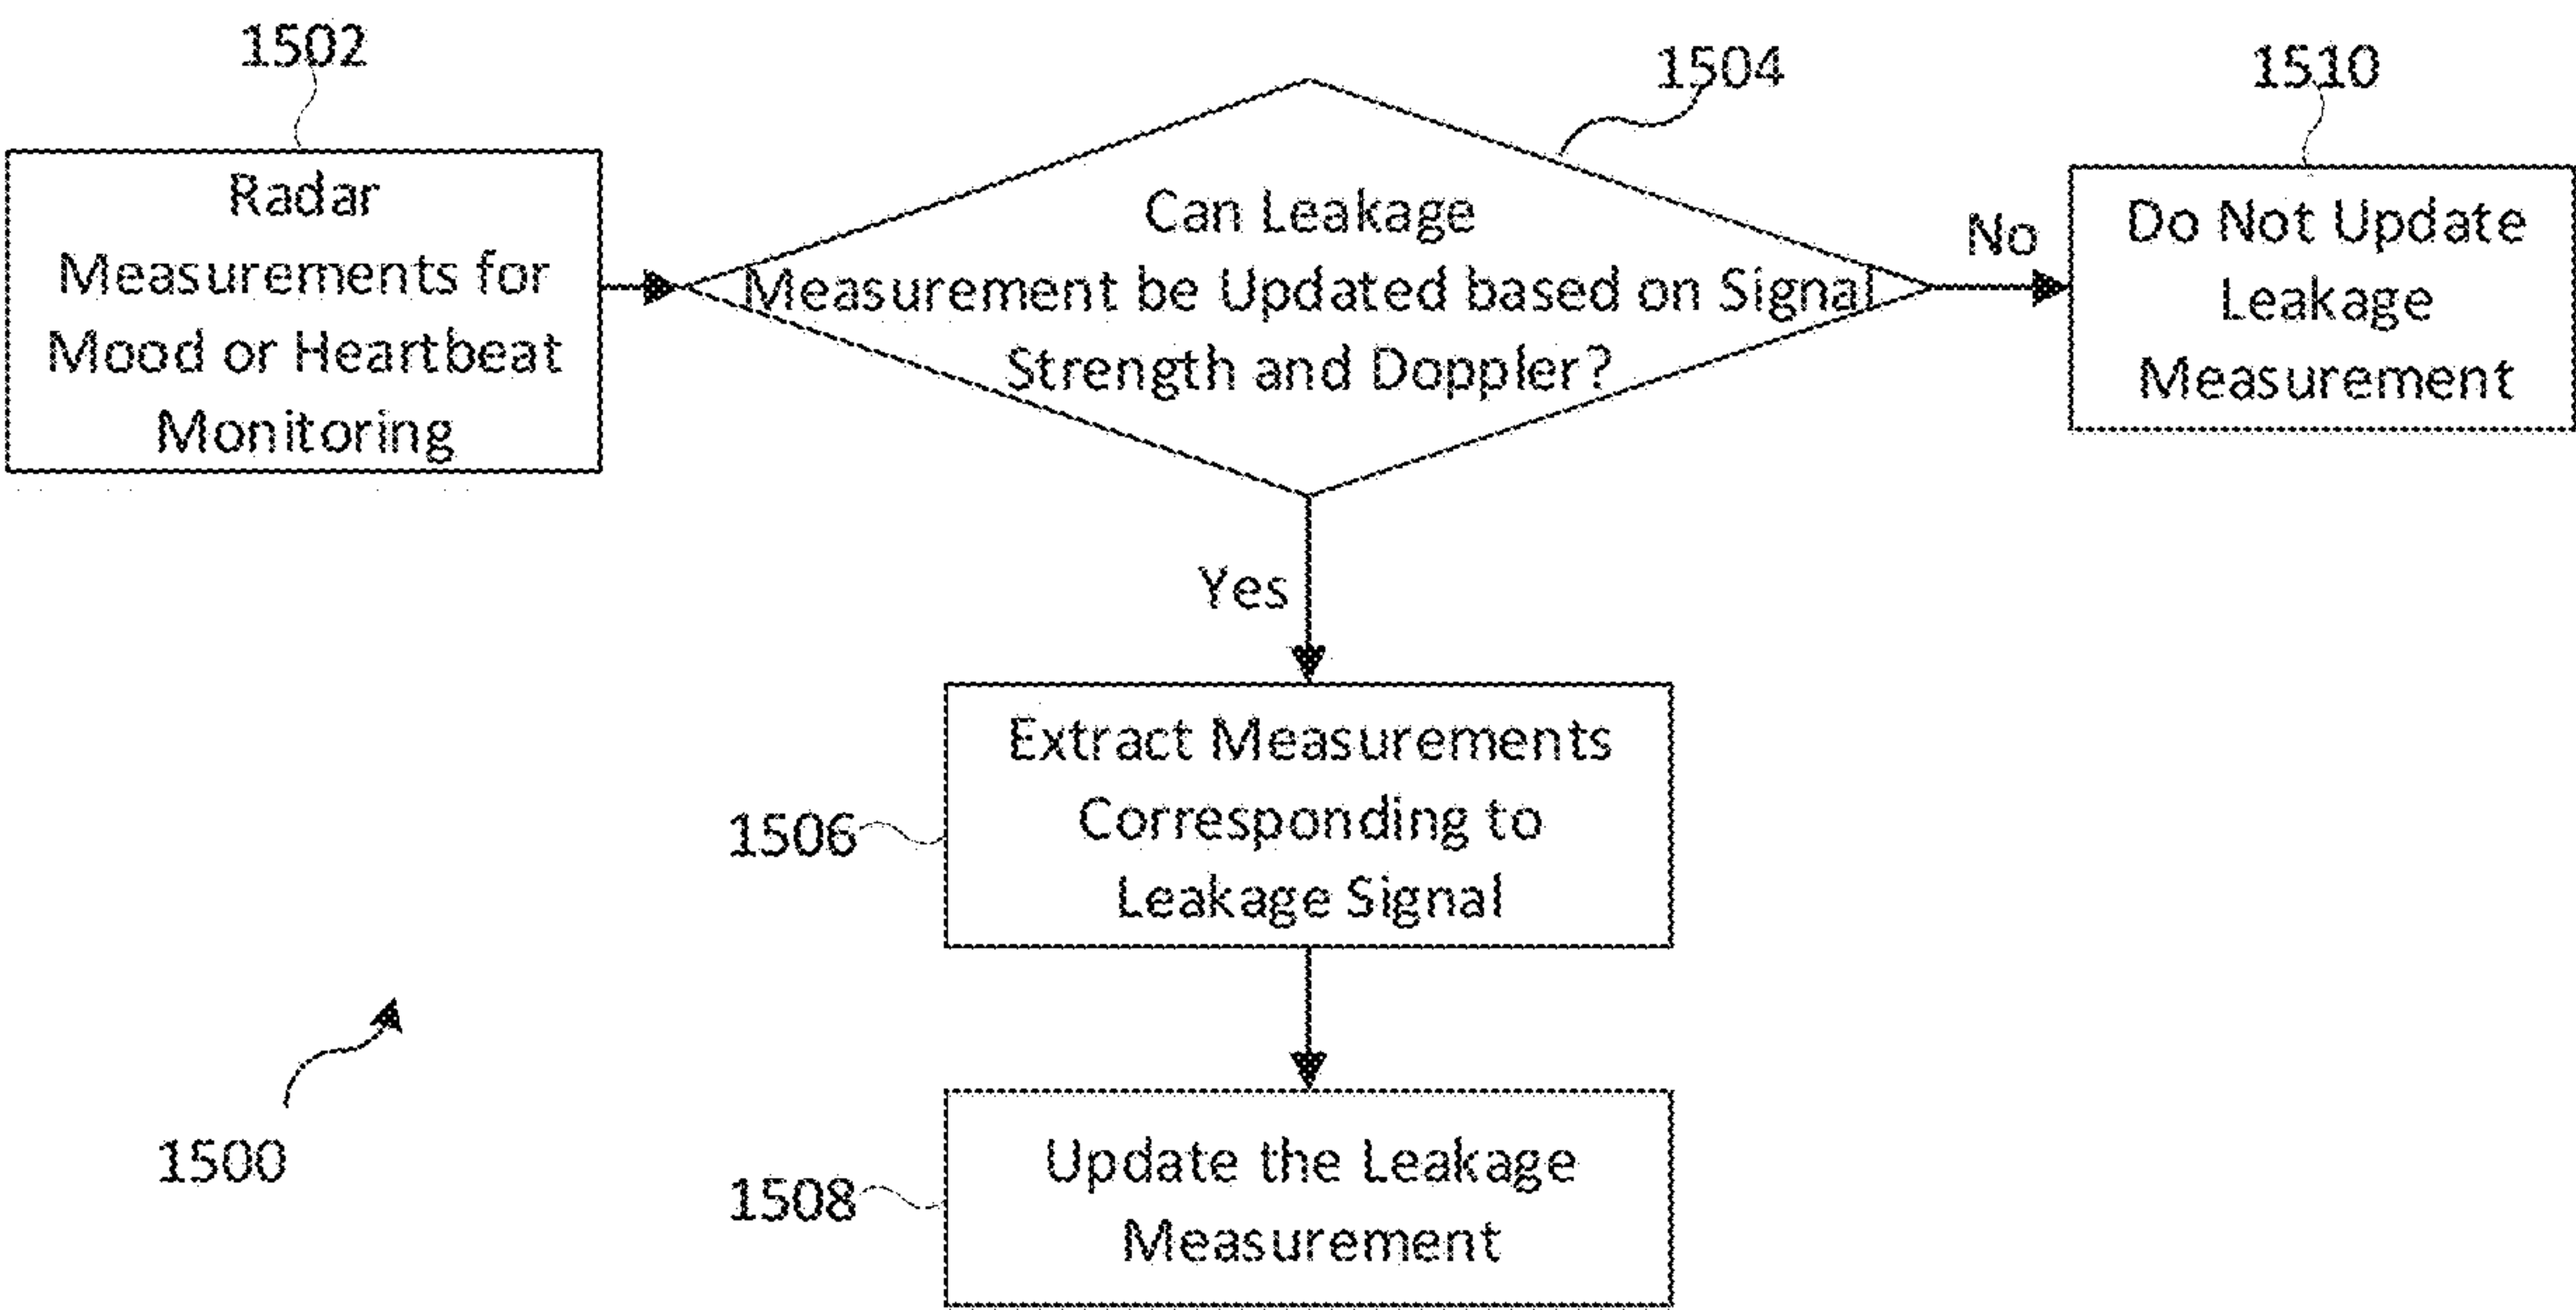 1502
Radar
Measurements for
Mood or Heartbeat
Monitoring
1504
Can Leakage
Measurement be Updated based on Signal
Strength and Doppler?
No
1510
Do Not Update
Leakage
Measurement
Yes
1506
Extract Measurements
Corresponding to
Leakage Signal
1508
Update the Leakage
Measurement
1500